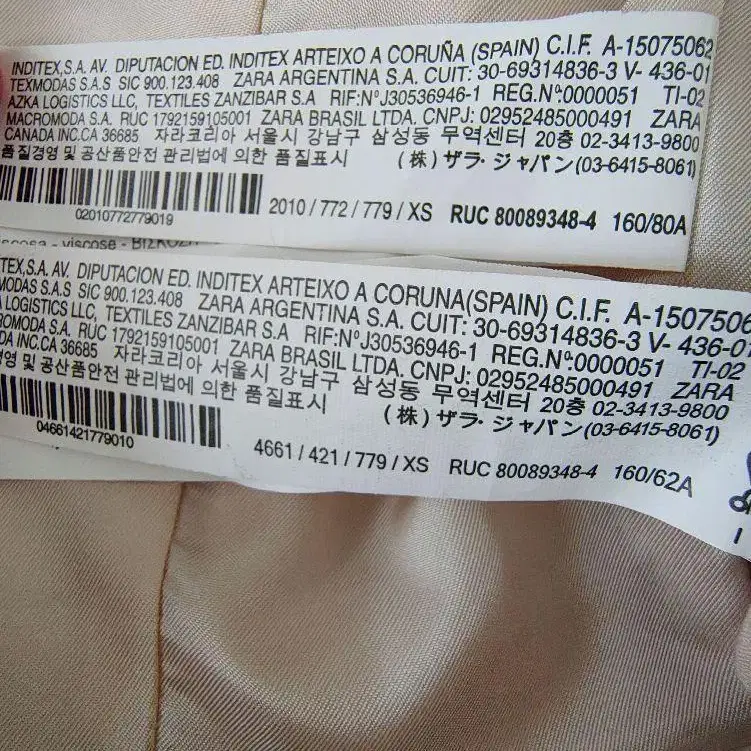 INDITEX,S.A. AV. DIPUTACION ED. INDITEX ARTEIXO A CORUÑA (SPAIN) C.I.F. A-15075062
TEXMODAS S.A.S SIC 900.123.408 ZARA ARGENTINA S.A. CUIT: 30-69314836-3 V- 436-01
AZKA LOGISTICS LLC, TEXTILES ZANZIBAR S.A RIF:NºJ30536946-1 REG.Nº:0000051 TI-02
MACROMODA S.A. RUC 1792159105001 ZARA BRASIL LTDA. CNPJ: 02952485000491 ZARA
CANADA INC.CA 36685 자라코리아 서울시 강남구 삼성동 무역센터 20층 02-3413-9800
품질경영 및 공산품안전 관리법에 의한 품질표시 (株) ザラ・ジャパン(03-6415-8061)
02010772779019 2010 / 772 / 779 / XS RUC 80089348-4 160/80A
viscose
TEX,S.A. AV. DIPUTACION ED. INDITEX ARTEIXO A CORUNA(SPAIN) C.I.F. A-1507506
MODAS S.A.S SIC 900.123.408 ZARA ARGENTINA S.A. CUIT: 30-69314836-3 V- 436-01
LOGISTICS LLC, TEXTILES ZANZIBAR S.A RIF:NºJ30536946-1 REG.Nº:0000051 TI-02
ROMODA S.A. RUC 1792159105001 ZARA BRASIL LTDA. CNPJ: 02952485000491 ZARA
DA INC.CA 36685 자라코리아 서울시 강남구 삼성동 무역센터 20층 02-3413-9800
경영 및 공산품안전 관리법에 의한 품질표시 (株) ザラ・ジャパン(03-6415-8061)
04661421779010 4661 / 421 / 779 / XS RUC 80089348-4 160/62A